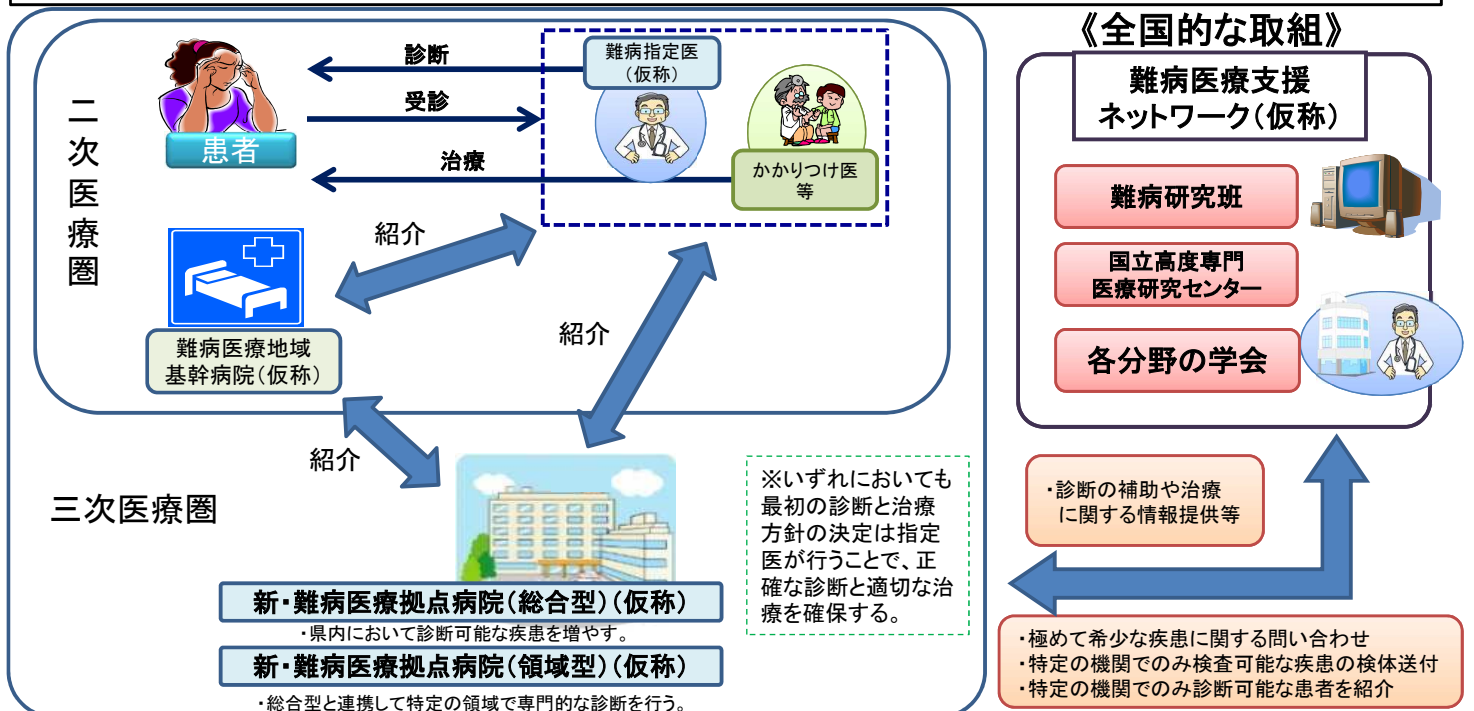 二次医療圏
診断
受診
治療
患者
難病指定医
(仮称)
かかりつけ医
等
紹介
難病医療地域
基幹病院(仮称)
紹介
紹介
三次医療圏
新・難病医療拠点病院(総合型)(仮称)
・県内において診断可能な疾患を増やす。
新・難病医療拠点病院(領域型)(仮称)
・総合型と連携して特定の領域で専門的な診断を行う。
※いずれにおいても
最初の診断と治療
方針の決定は指定
医が行うことで、正
確な診断と適切な治
療を確保する。
《全国的な取組》
難病医療支援
ネットワーク(仮称)
難病研究班
国立高度専門
医療研究センター
各分野の学会
・診断の補助や治療
に関する情報提供等
・極めて希少な疾患に関する問い合わせ
・特定の機関でのみ検査可能な疾患の検体送付
・特定の機関でのみ診断可能な患者を紹介